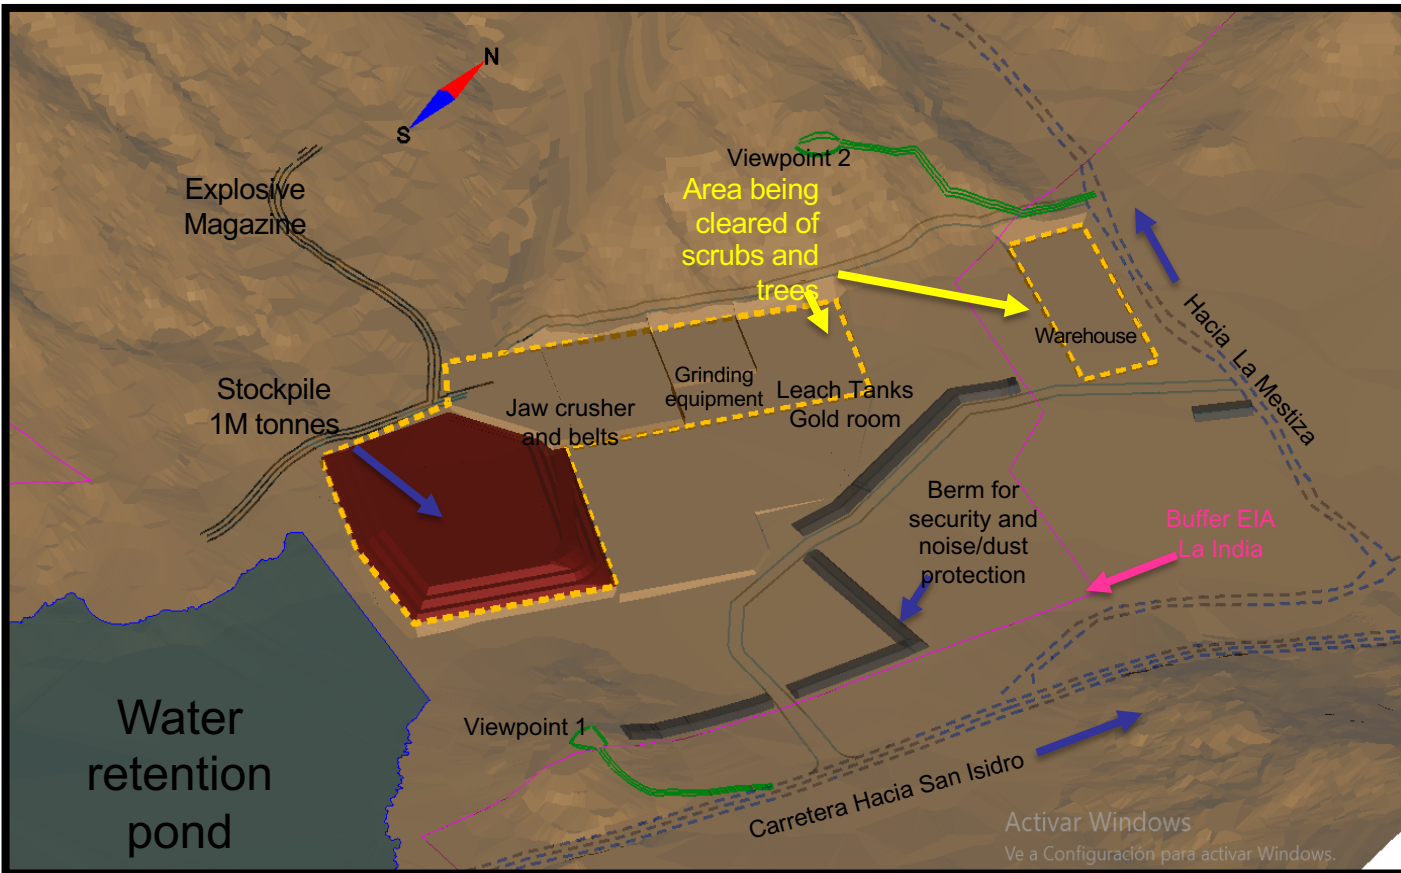 N
S
Explosive
Magazine
Viewpoint 2
Area being
cleared of
scrubs and
trees
Hacia La Mestiza
Warehouse
Stockpile
1M tonnes
Jaw crusher
and belts
Grinding
equipment
Leach Tanks
Gold room
Berm for
security and
noise/dust
protection
Buffer EIA
La India
Water
retention
pond
Viewpoint 1
Carretera Hacia San Isidro
Activar Windows
Ve a Configuración para activar Windows.